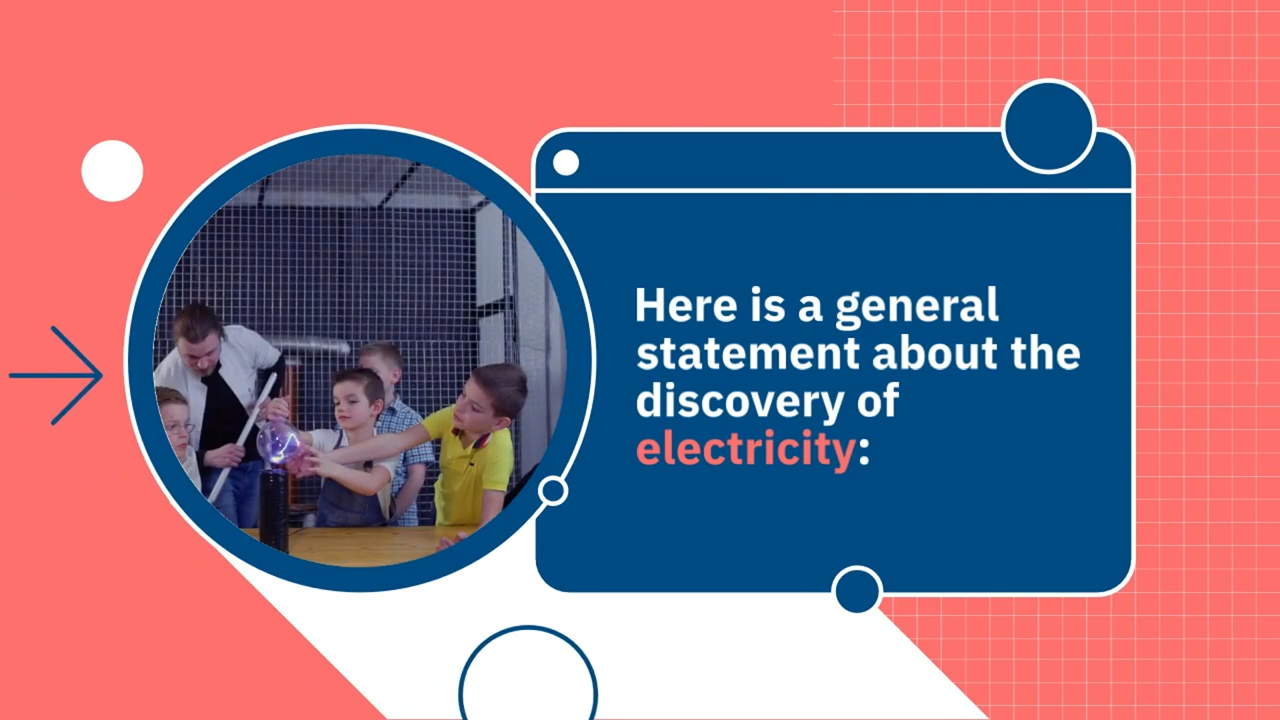 Here is a general
statement about the
discovery of
electricity: